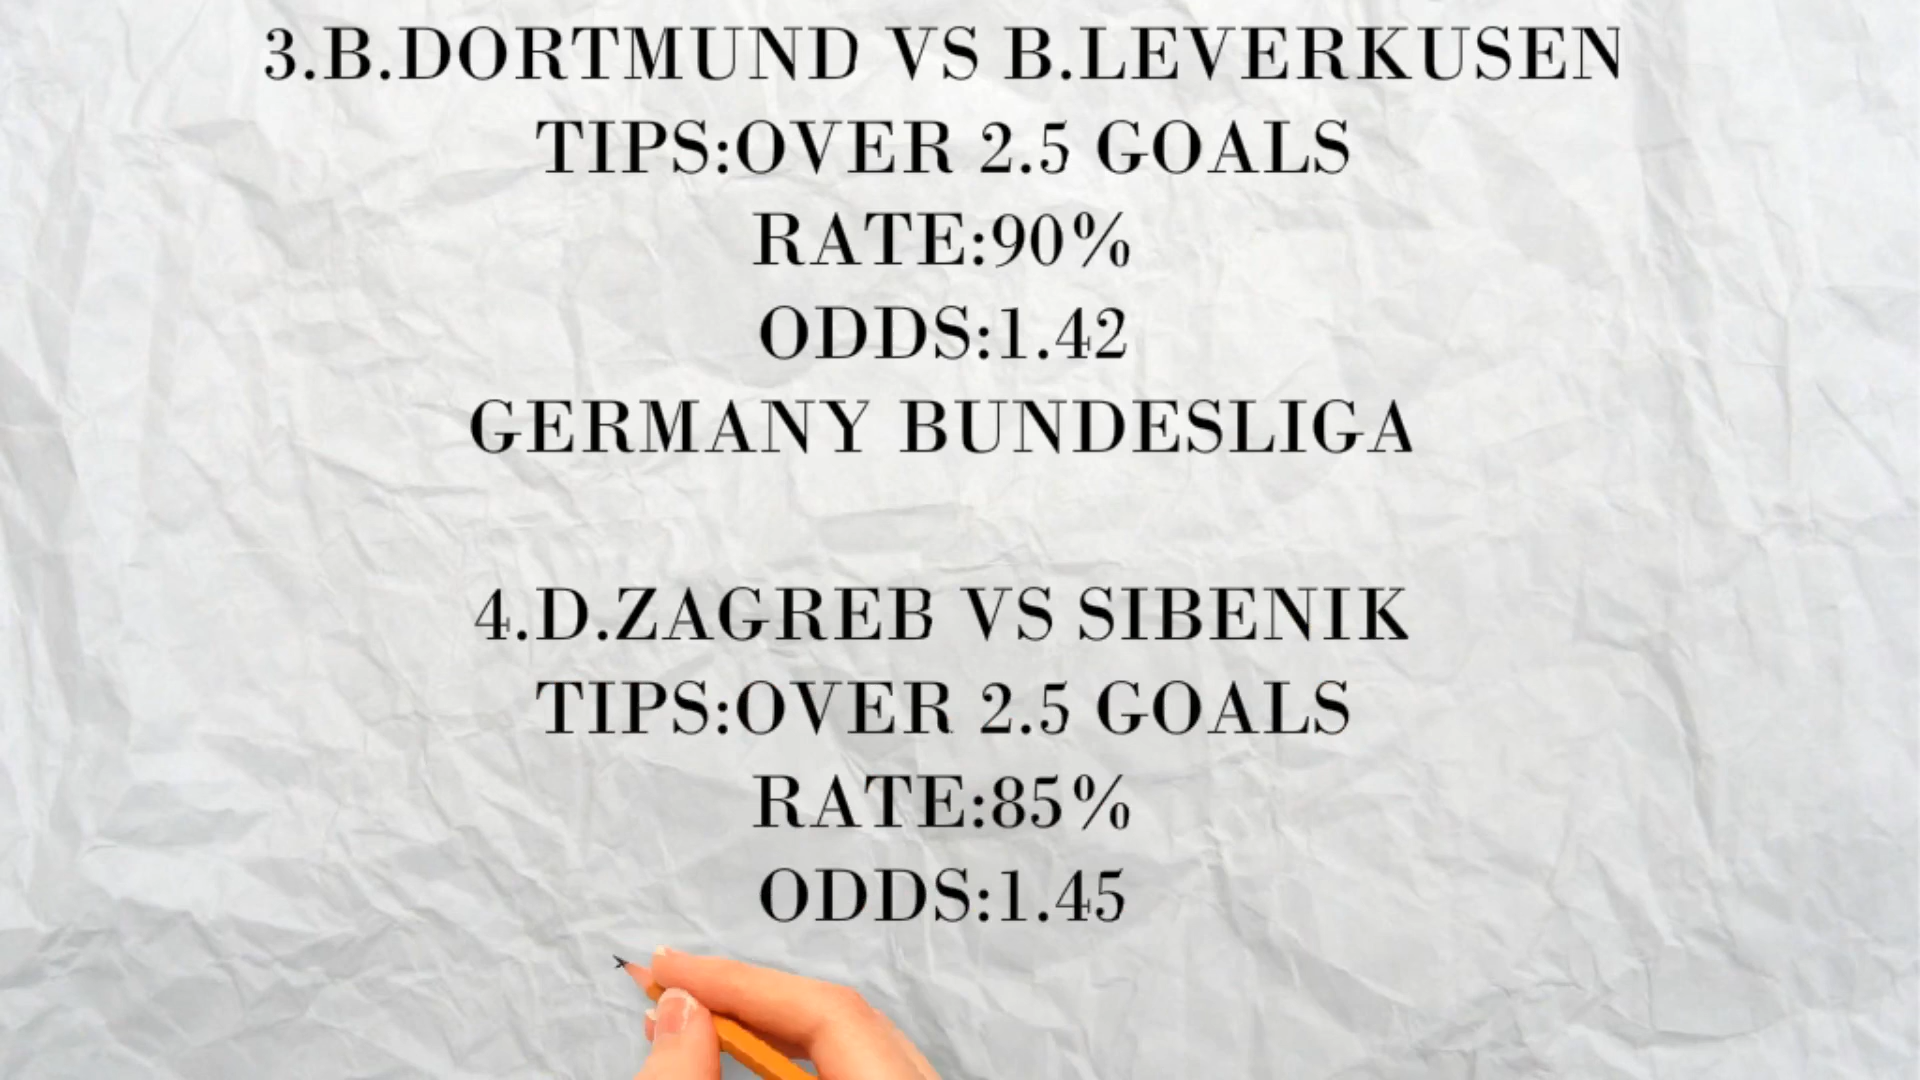 3.B.DORTMUND VS B.LEVERKUSEN
TIPS:OVER 2.5 GOALS
RATE:90%
ODDS:1.42
GERMANY BUNDESLIGA
4.D.ZAGREB VS SIBENIK
TIPS:OVER 2.5 GOALS
RATE:85%
ODDS:1.45